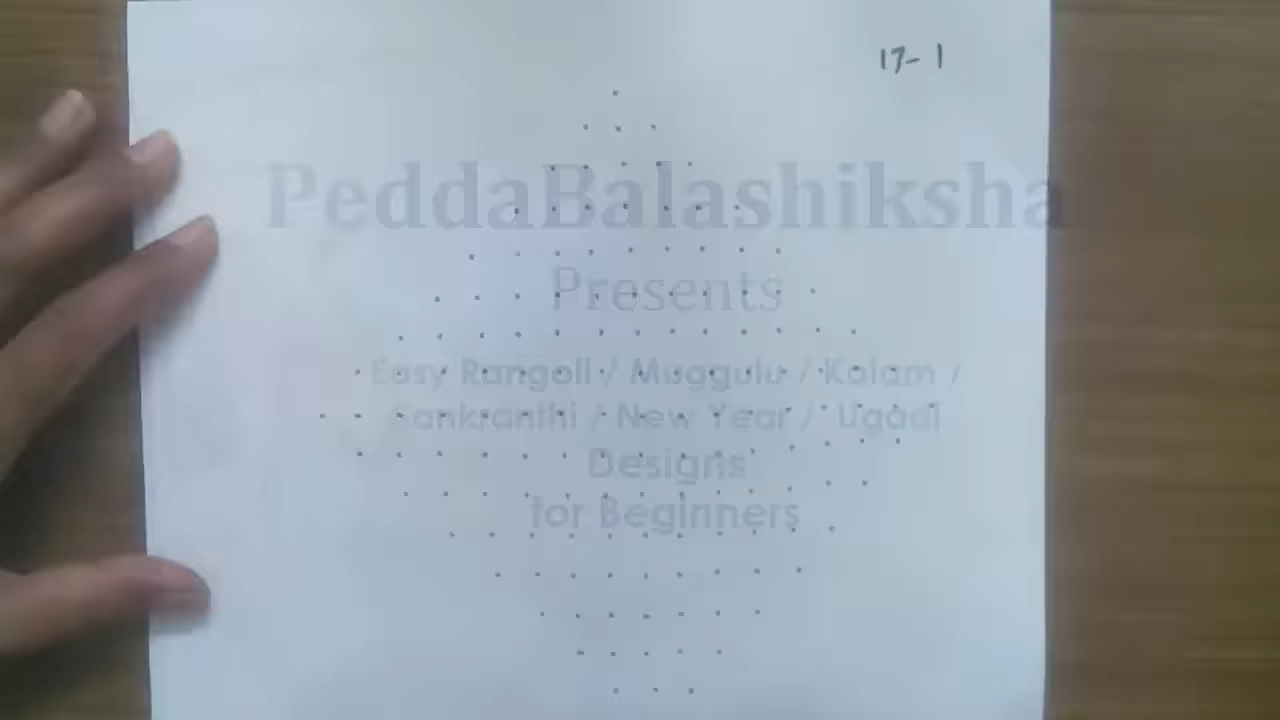 17-1
PeddaBalashiksha
Presents
Easy Rangoli / Muggulu / Kolam /
Sankranthi / New Year / Ugadi
Designs
for Beginners